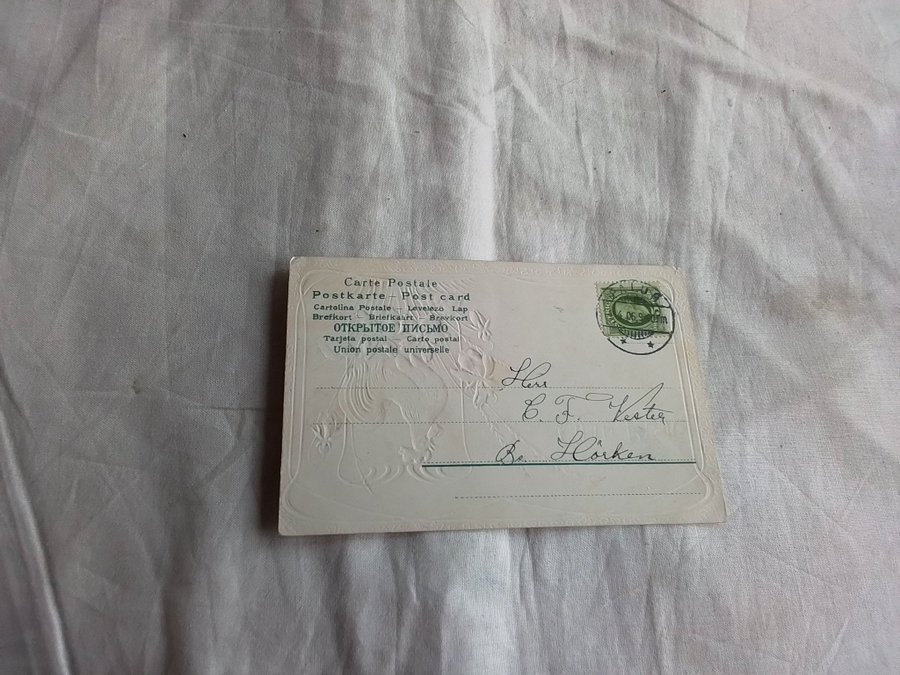 Carte Postale
Postkarte - Post card
Cartolina Postale - Levelezo Lap
Brefkort - Briefkaart - Brevkort
ОТКРЫТОЕ ПИСЬМО
Tarjeta postal - Carto postal
Union postale universelle
Herr
C. F. Vester
Hörken